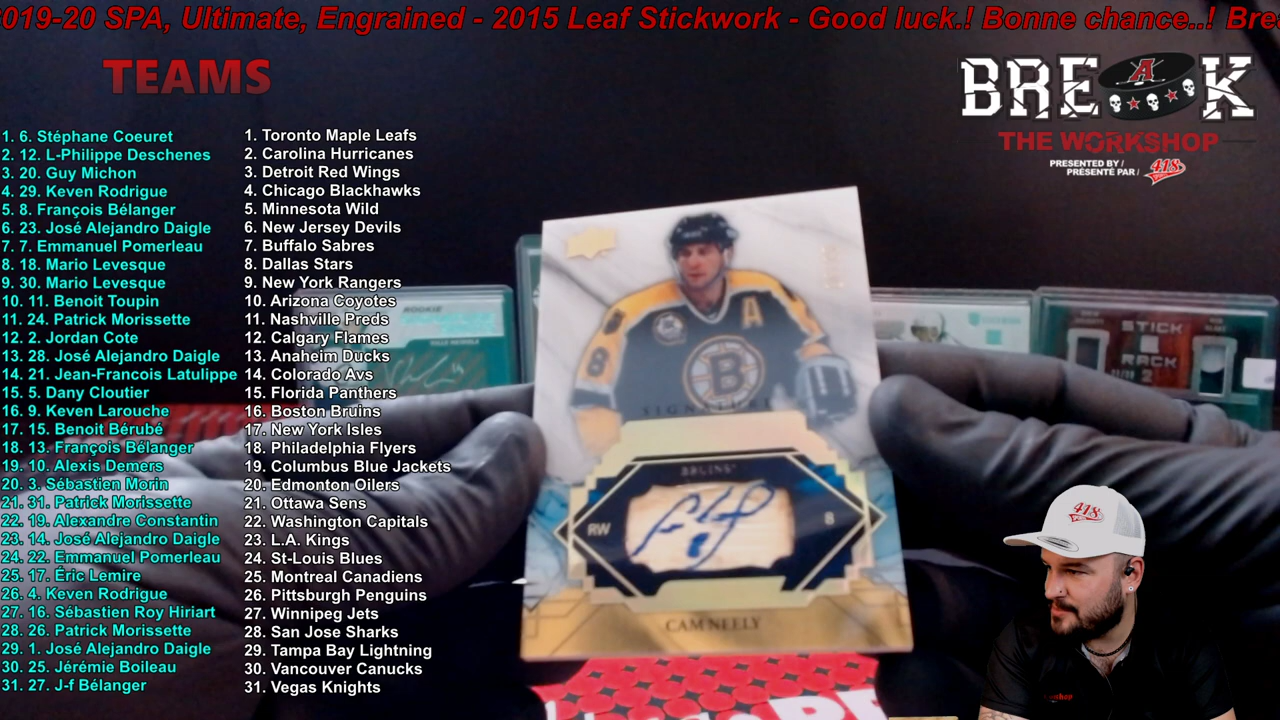 019-20 SPA, Ultimate, Engrained - 2015 Leaf Stickwork - Good luck.! Bonne chance..! Bre
TEAMS
BREAK
THE WORKSHOP
PRESENTED BY /
PRÉSENTÉ PAR /
418
1. 6. Stéphane Coeuret
2. 12. L-Philippe Deschenes
3. 20. Guy Michon
4. 29. Keven Rodrigue
5. 8. François Bélanger
6. 23. José Alejandro Daigle
7. 7. Emmanuel Pomerleau
8. 18. Mario Levesque
9. 30. Mario Levesque
10. 11. Benoit Toupin
11. 24. Patrick Morissette
12. 2. Jordan Cote
13. 28. José Alejandro Daigle
14. 21. Jean-Francois Latulippe
15. 5. Dany Cloutier
16. 9. Keven Larouche
17. 15. Benoit Bérubé
18. 13. François Bélanger
19. 10. Alexis Demers
20. 3. Sébastien Morin
21. 31. Patrick Morissette
22. 19. Alexandre Constantin
23. 14. José Alejandro Daigle
24. 22. Emmanuel Pomerleau
25. 17. Éric Lemire
26. 4. Keven Rodrigue
27. 16. Sébastien Roy Hiriart
28. 26. Patrick Morissette
29. 1. José Alejandro Daigle
30. 25. Jérémie Boileau
31. 27. J-f Bélanger
1. Toronto Maple Leafs
2. Carolina Hurricanes
3. Detroit Red Wings
4. Chicago Blackhawks
5. Minnesota Wild
6. New Jersey Devils
7. Buffalo Sabres
8. Dallas Stars
9. New York Rangers
10. Arizona Coyotes
11. Nashville Preds
12. Calgary Flames
13. Anaheim Ducks
14. Colorado Avs
15. Florida Panthers
16. Boston Bruins
17. New York Isles
18. Philadelphia Flyers
19. Columbus Blue Jackets
20. Edmonton Oilers
21. Ottawa Sens
22. Washington Capitals
23. L.A. Kings
24. St-Louis Blues
25. Montreal Canadiens
26. Pittsburgh Penguins
27. Winnipeg Jets
28. San Jose Sharks
29. Tampa Bay Lightning
30. Vancouver Canucks
31. Vegas Knights
ROOKIE
A
8
B
SIGNATURE
BRUINS
RW
8
CAM NEELY
STICK
RACK
2
418